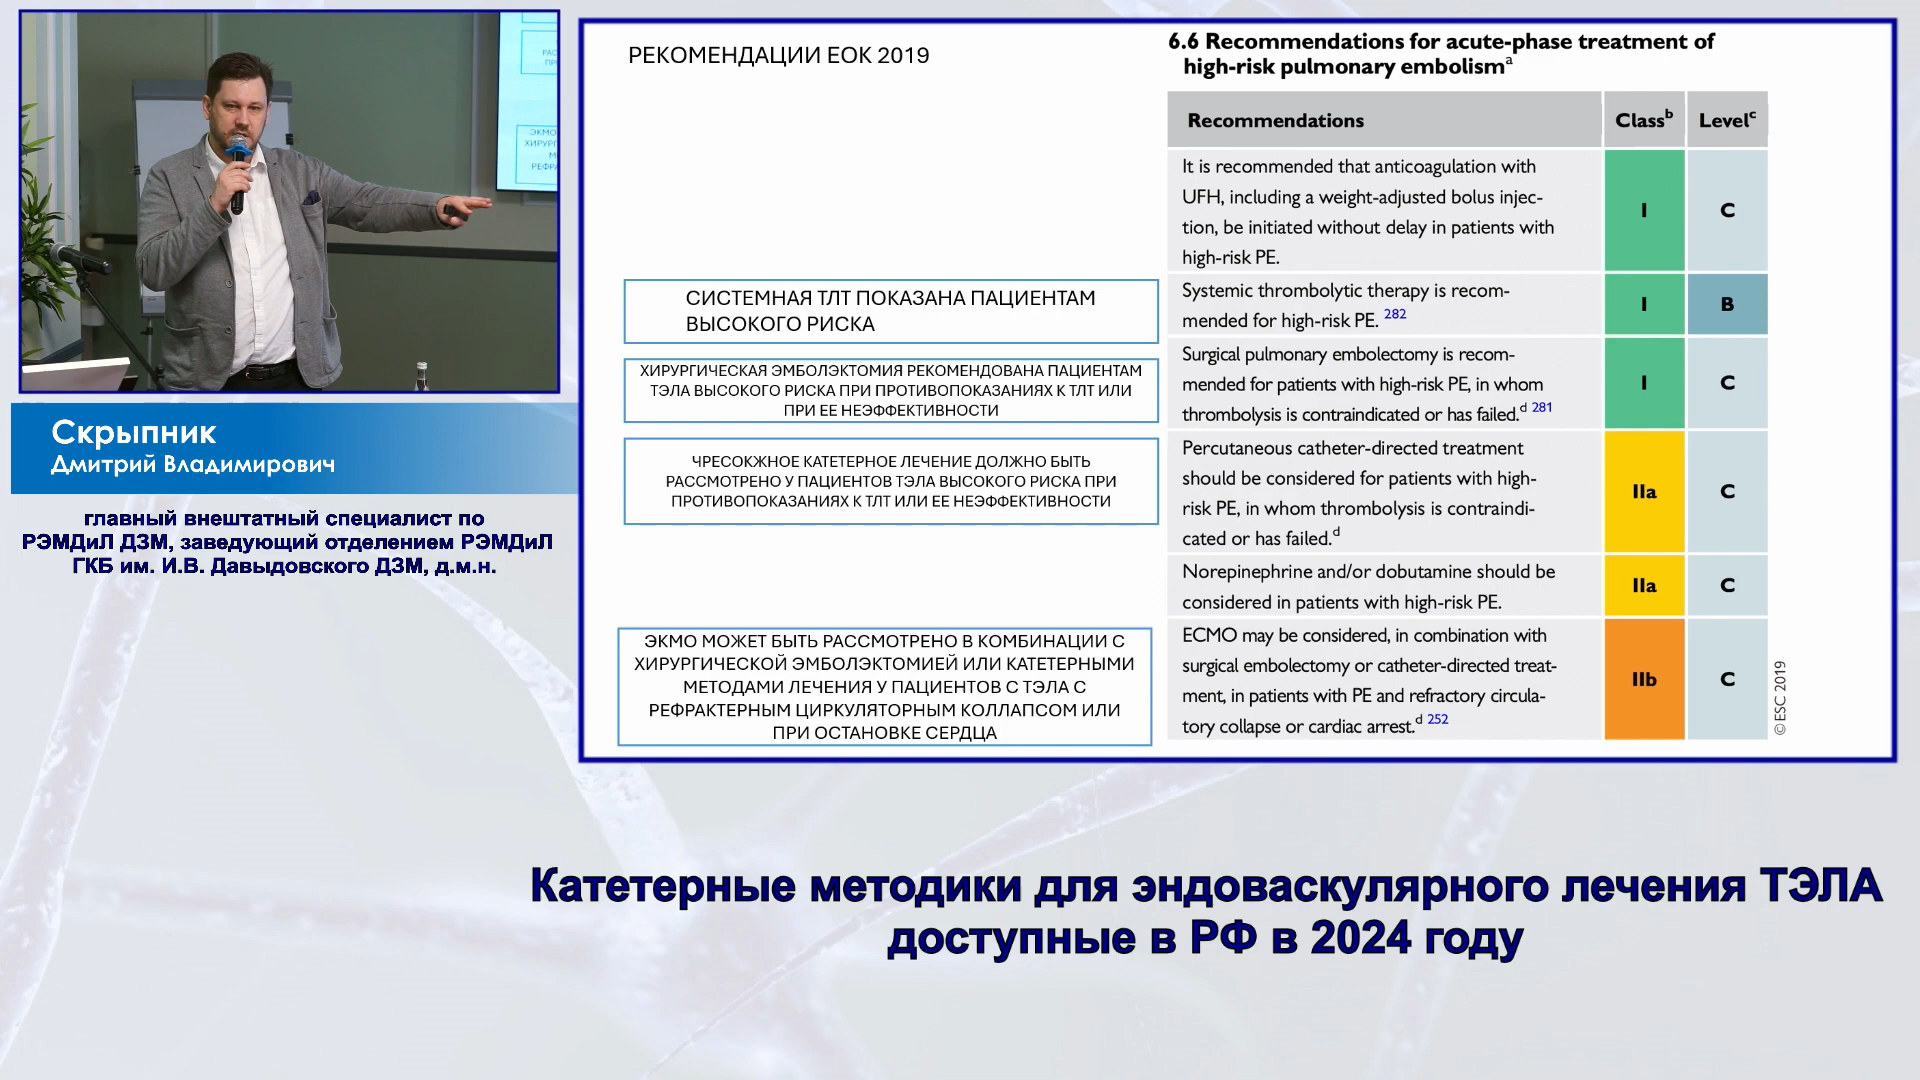 РЕКОМЕНДАЦИИ ЕОК 2019
6.6 Recommendations for acute-phase treatment of
high-risk pulmonary embolismᵃ
Recommendations Classᵇ Levelᶜ
It is recommended that anticoagulation with
UFH, including a weight-adjusted bolus injec-
tion, be initiated without delay in patients with
high-risk PE.
I C
СИСТЕМНАЯ ТЛТ ПОКАЗАНА ПАЦИЕНТАМ
ВЫСОКОГО РИСКА
Systemic thrombolytic therapy is recom-
mended for high-risk PE. 282
I B
ХИРУРГИЧЕСКАЯ ЭМБОЛЭКТОМИЯ РЕКОМЕНДОВАНА ПАЦИЕНТАМ
ТЭЛА ВЫСОКОГО РИСКА ПРИ ПРОТИВОПОКАЗАНИЯХ К ТЛТ ИЛИ
ПРИ ЕЕ НЕЭФФЕКТИВНОСТИ
Surgical pulmonary embolectomy is recom-
mended for patients with high-risk PE, in whom
thrombolysis is contraindicated or has failed.ᵈ 281
I C
ЧРЕСОКЖНОЕ КАТЕТЕРНОЕ ЛЕЧЕНИЕ ДОЛЖНО БЫТЬ
РАССМОТРЕНО У ПАЦИЕНТОВ ТЭЛА ВЫСОКОГО РИСКА ПРИ
ПРОТИВОПОКАЗАНИЯХ К ТЛТ ИЛИ ЕЕ НЕЭФФЕКТИВНОСТИ
Percutaneous catheter-directed treatment
should be considered for patients with high-
risk PE, in whom thrombolysis is contraindi-
cated or has failed.ᵈ
IIa C
Norepinephrine and/or dobutamine should be
considered in patients with high-risk PE.
IIa C
ЭКМО МОЖЕТ БЫТЬ РАССМОТРЕНО В КОМБИНАЦИИ С
ХИРУРГИЧЕСКОЙ ЭМБОЛЭКТОМИЕЙ ИЛИ КАТЕТЕРНЫМИ
МЕТОДАМИ ЛЕЧЕНИЯ У ПАЦИЕНТОВ С ТЭЛА С
РЕФРАКТЕРНЫМ ЦИРКУЛЯТОРНЫМ КОЛЛАПСОМ ИЛИ
ПРИ ОСТАНОВКЕ СЕРДЦА
ECMO may be considered, in combination with
surgical embolectomy or catheter-directed treat-
ment, in patients with PE and refractory circula-
tory collapse or cardiac arrest.ᵈ 252
IIb C
©ESC 2019
Скрыпник
Дмитрий Владимирович
главный внештатный специалист по
РЭМДиЛ ДЗМ, заведующий отделением РЭМДиЛ
ГКБ им. И.В. Давыдовского ДЗМ, д.м.н.
Катетерные методики для эндоваскулярного лечения ТЭЛА
доступные в РФ в 2024 году